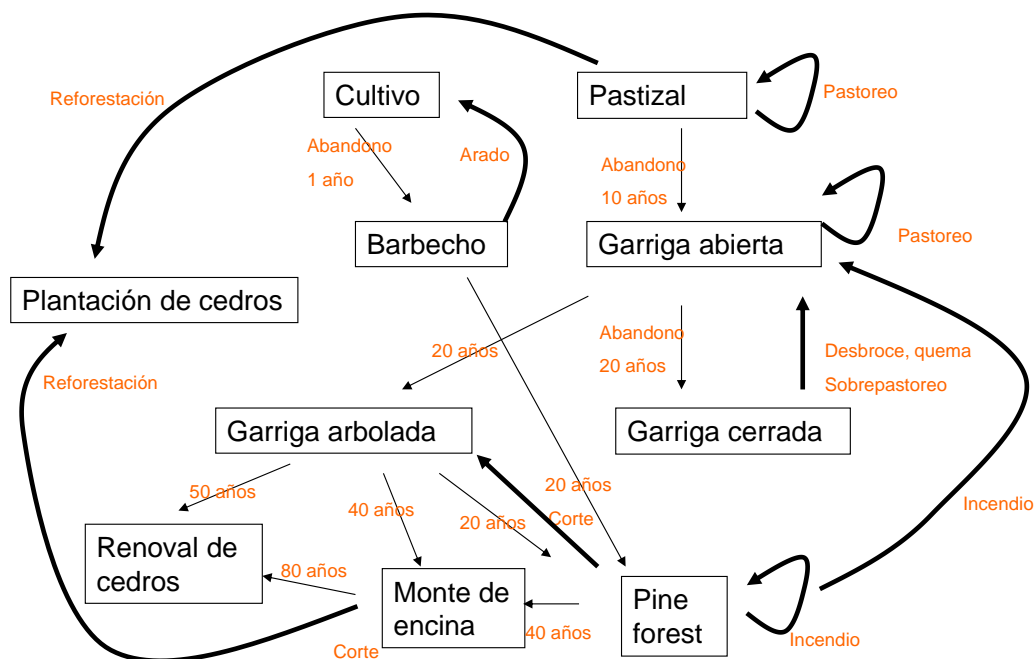 Reforestación
Cultivo
Pastizal
Pastoreo
Abandono
1 año
Arado
Abandono
10 años
Barbecho
Garriga abierta
Pastoreo
Plantación de cedros
20 años
Abandono
20 años
Desbroce, quema
Sobrepastoreo
Reforestación
Garriga arbolada
Garriga cerrada
50 años
40 años
20 años
20 años
Corte
Incendio
Renoval de
cedros
80 años
Monte de
encina
40 años
Pine
forest
Incendio
Corte